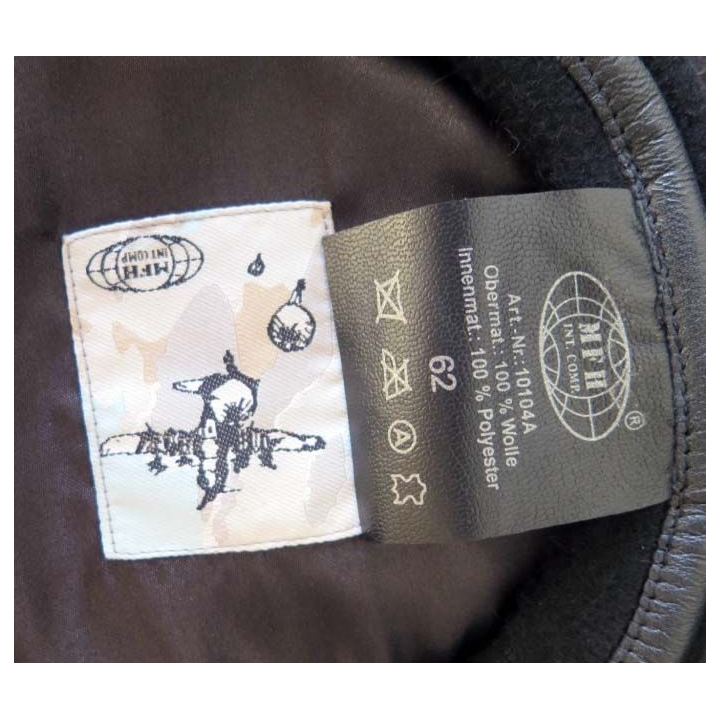 MFH
INT. COMP.
®
Art.-Nr.:10104A
Obermat.: 100 % Wolle
Innenmat.: 100 % Polyester
62
A
MFH
INT COMP